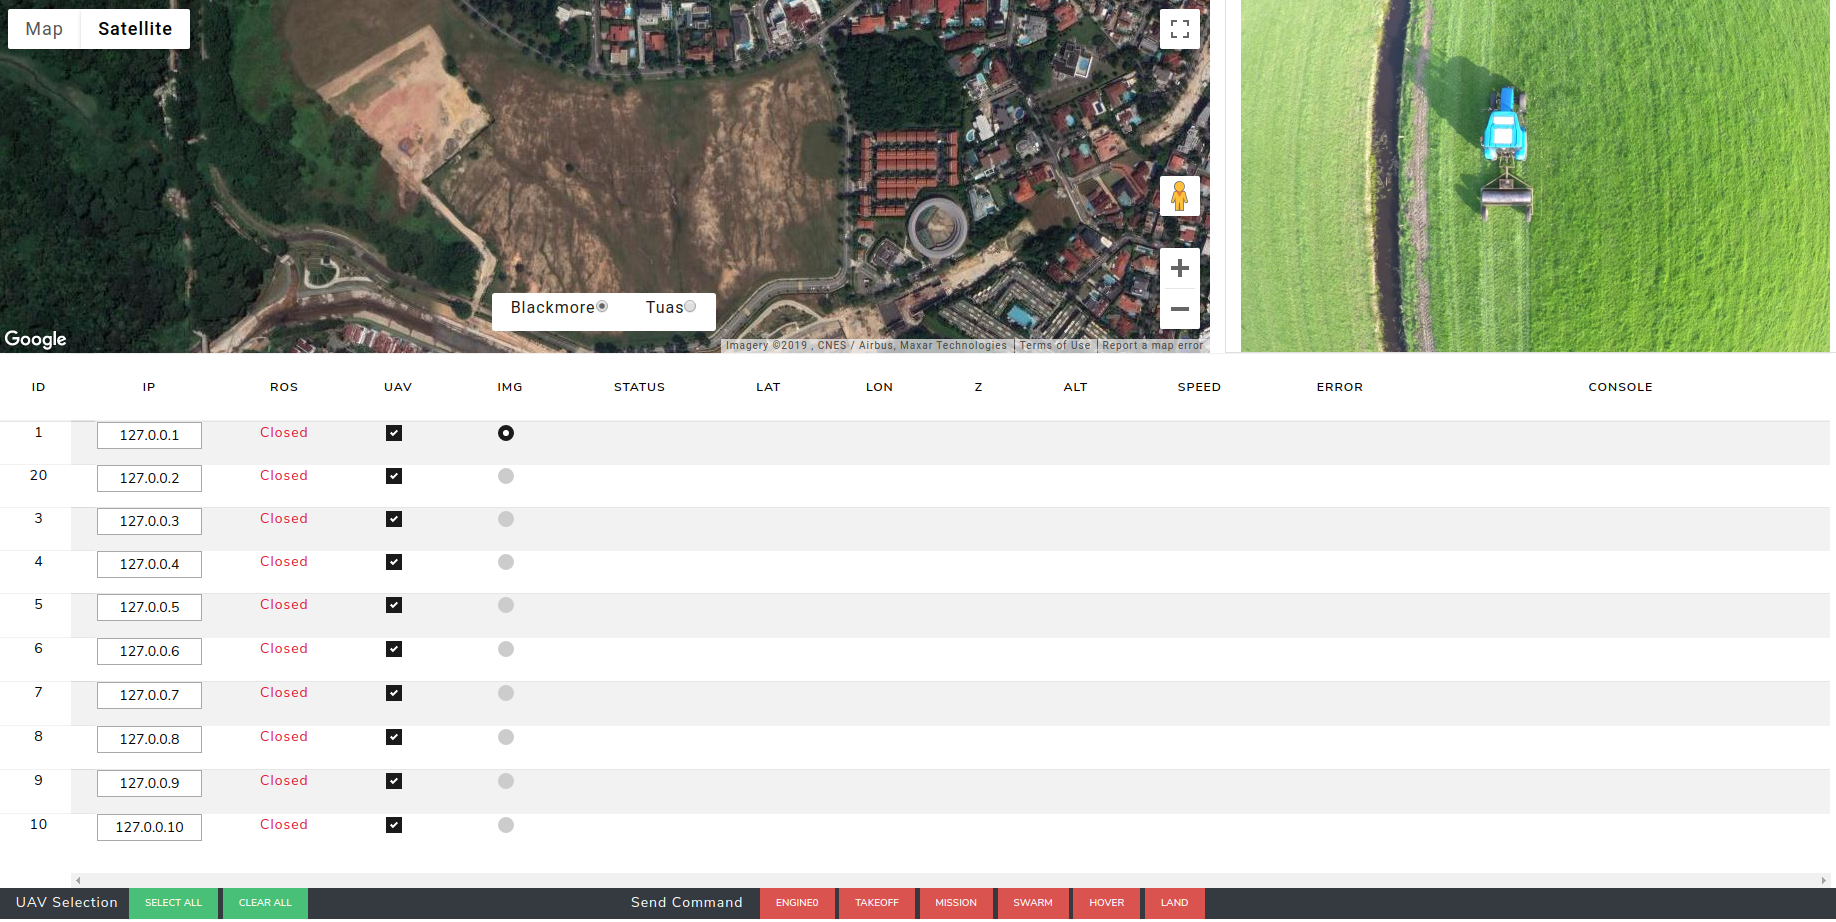 Map Satellite
Blackmore Tuas
Google
Imagery ©2019 , CNES / Airbus, Maxar Technologies Terms of Use Report a map error
ID IP ROS UAV IMG STATUS LAT LON Z ALT SPEED ERROR CONSOLE
1 127.0.0.1 Closed
20 127.0.0.2 Closed
3 127.0.0.3 Closed
4 127.0.0.4 Closed
5 127.0.0.5 Closed
6 127.0.0.6 Closed
7 127.0.0.7 Closed
8 127.0.0.8 Closed
9 127.0.0.9 Closed
10 127.0.0.10 Closed
UAV Selection SELECT ALL CLEAR ALL Send Command ENGINE0 TAKEOFF MISSION SWARM HOVER LAND